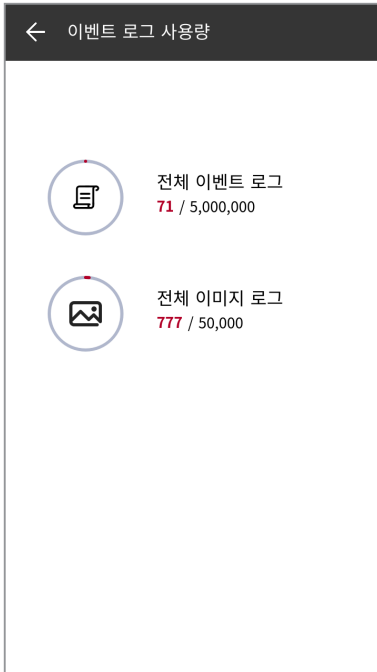 이벤트 로그 사용량
전체 이벤트 로그
71 / 5,000,000
전체 이미지 로그
777 / 50,000